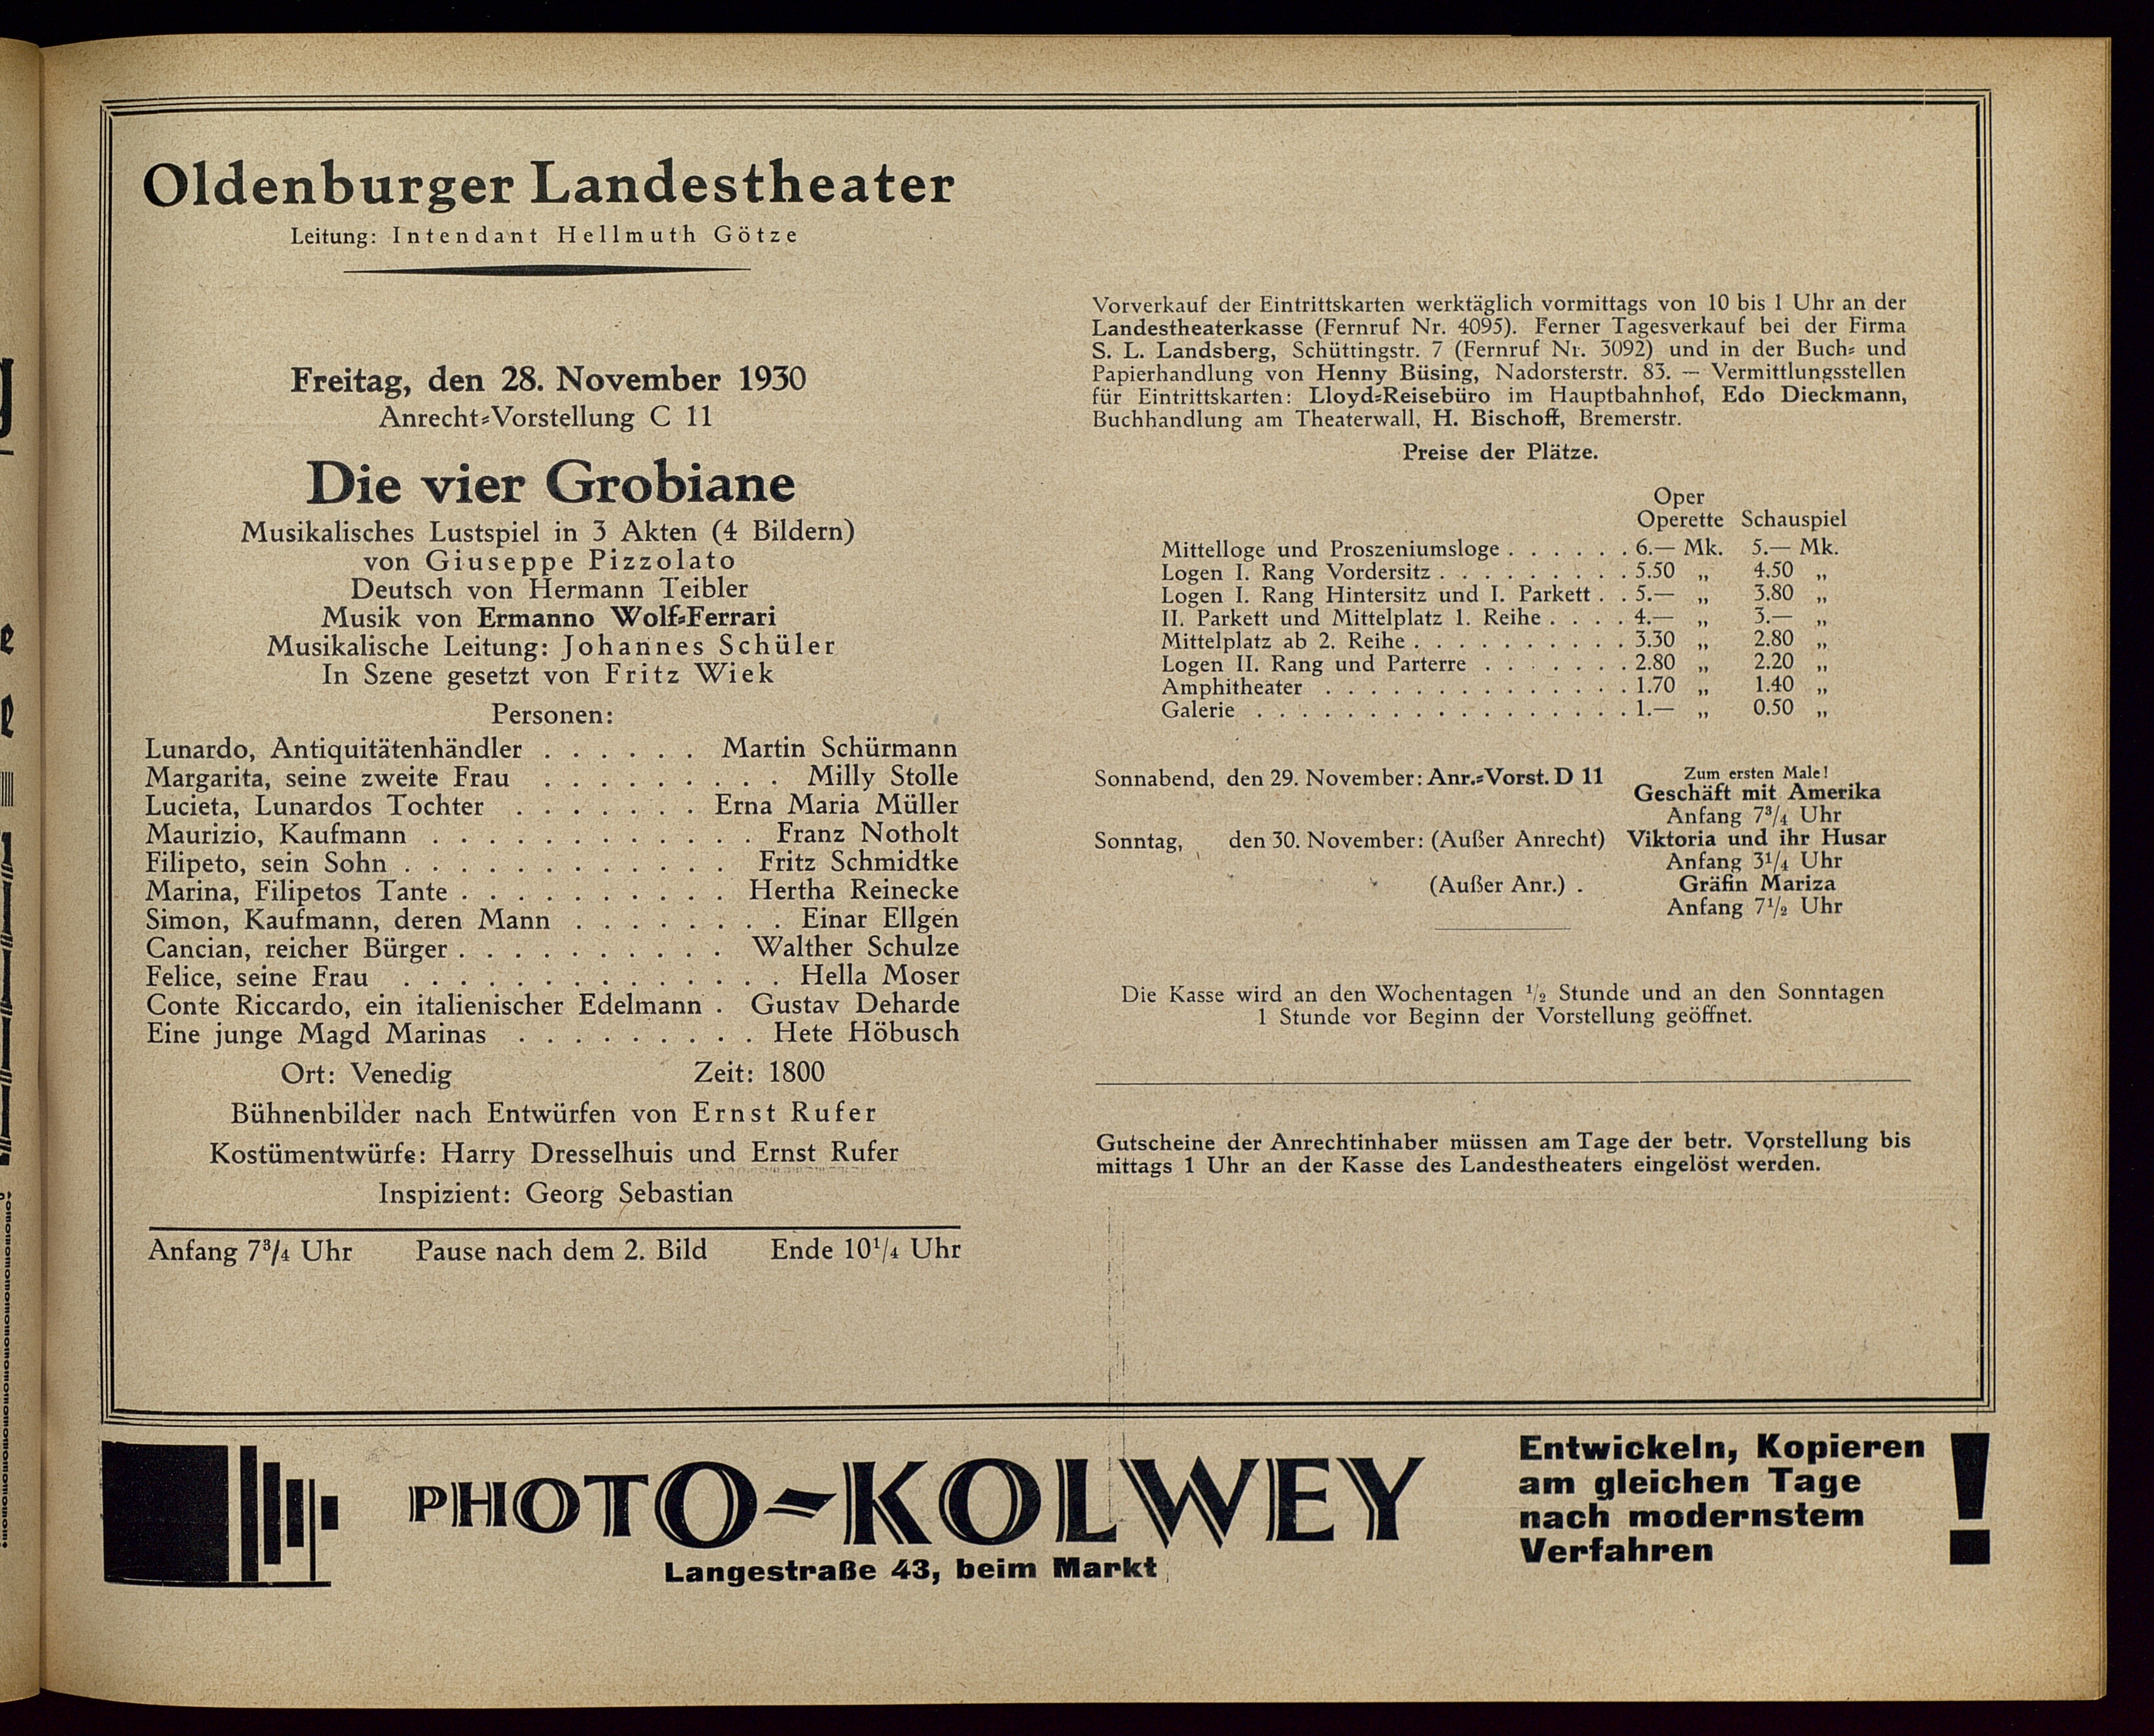 Oldenburger Landestheater
Leitung: Intendant Hellmuth Götze
Freitag, den 28. November 1930
Anrecht=Vorstellung C 11
Die vier Grobiane
Musikalisches Lustspiel in 3 Akten (4 Bildern)
von Giuseppe Pizzolato
Deutsch von Hermann Teibler
Musik von Ermanno Wolf=Ferrari
Musikalische Leitung: Johannes Schüler
In Szene gesetzt von Fritz Wiek
Personen:
Lunardo, Antiquitätenhändler . . . . . . Martin Schürmann
Margarita, seine zweite Frau . . . . . . . . . Milly Stolle
Lucieta, Lunardos Tochter . . . . . . . Erna Maria Müller
Maurizio, Kaufmann . . . . . . . . . . . . Franz Notholt
Filipeto, sein Sohn . . . . . . . . . . . . Fritz Schmidtke
Marina, Filipetos Tante . . . . . . . . . . Hertha Reinecke
Simon, Kaufmann, deren Mann . . . . . . . . Einar Ellgen
Cancian, reicher Bürger . . . . . . . . . . Walther Schulze
Felice, seine Frau . . . . . . . . . . . . . . Hella Moser
Conte Riccardo, ein italienischer Edelmann . Gustav Deharde
Eine junge Magd Marinas . . . . . . . . . Hete Höbusch
Ort: Venedig Zeit: 1800
Bühnenbilder nach Entwürfen von Ernst Rufer
Kostümentwürfe: Harry Dresselhuis und Ernst Rufer
Inspizient: Georg Sebastian
Anfang 7³/₄ Uhr Pause nach dem 2. Bild Ende 10¹/₄ Uhr
Vorverkauf der Eintrittskarten werktäglich vormittags von 10 bis 1 Uhr an der
Landestheaterkasse (Fernruf Nr. 4095). Ferner Tagesverkauf bei der Firma
S. L. Landsberg, Schüttingstr. 7 (Fernruf Nr. 3092) und in der Buch= und
Papierhandlung von Henny Büsing, Nadorsterstr. 83. — Vermittlungsstellen
für Eintrittskarten: Lloyd=Reisebüro im Hauptbahnhof, Edo Dieckmann,
Buchhandlung am Theaterwall, H. Bischoff, Bremerstr.
Preise der Plätze.
Oper
Operette Schauspiel
Mittelloge und Proszeniumsloge . . . . . . 6.— Mk. 5.— Mk.
Logen I. Rang Vordersitz . . . . . . . . . 5.50 „ 4.50 „
Logen I. Rang Hintersitz und I. Parkett . . 5.— „ 3.80 „
II. Parkett und Mittelplatz 1. Reihe . . . . 4.— „ 3.— „
Mittelplatz ab 2. Reihe . . . . . . . . . . 3.30 „ 2.80 „
Logen II. Rang und Parterre . . . . . . . 2.80 „ 2.20 „
Amphitheater . . . . . . . . . . . . . . 1.70 „ 1.40 „
Galerie . . . . . . . . . . . . . . . . . 1.— „ 0.50 „
Sonnabend, den 29. November: Anr.=Vorst. D 11 Zum ersten Male!
Geschäft mit Amerika
Anfang 7³/₄ Uhr
Sonntag, den 30. November: (Außer Anrecht) Viktoria und ihr Husar
Anfang 3¹/₄ Uhr
(Außer Anr.) . Gräfin Mariza
Anfang 7¹/₂ Uhr
Die Kasse wird an den Wochentagen ¹/₂ Stunde und an den Sonntagen
1 Stunde vor Beginn der Vorstellung geöffnet.
Gutscheine der Anrechtinhaber müssen am Tage der betr. Vorstellung bis
mittags 1 Uhr an der Kasse des Landestheaters eingelöst werden.
PHOTO-KOLWEY
Langestraße 43, beim Markt
Entwickeln, Kopieren
am gleichen Tage
nach modernstem
Verfahren
!